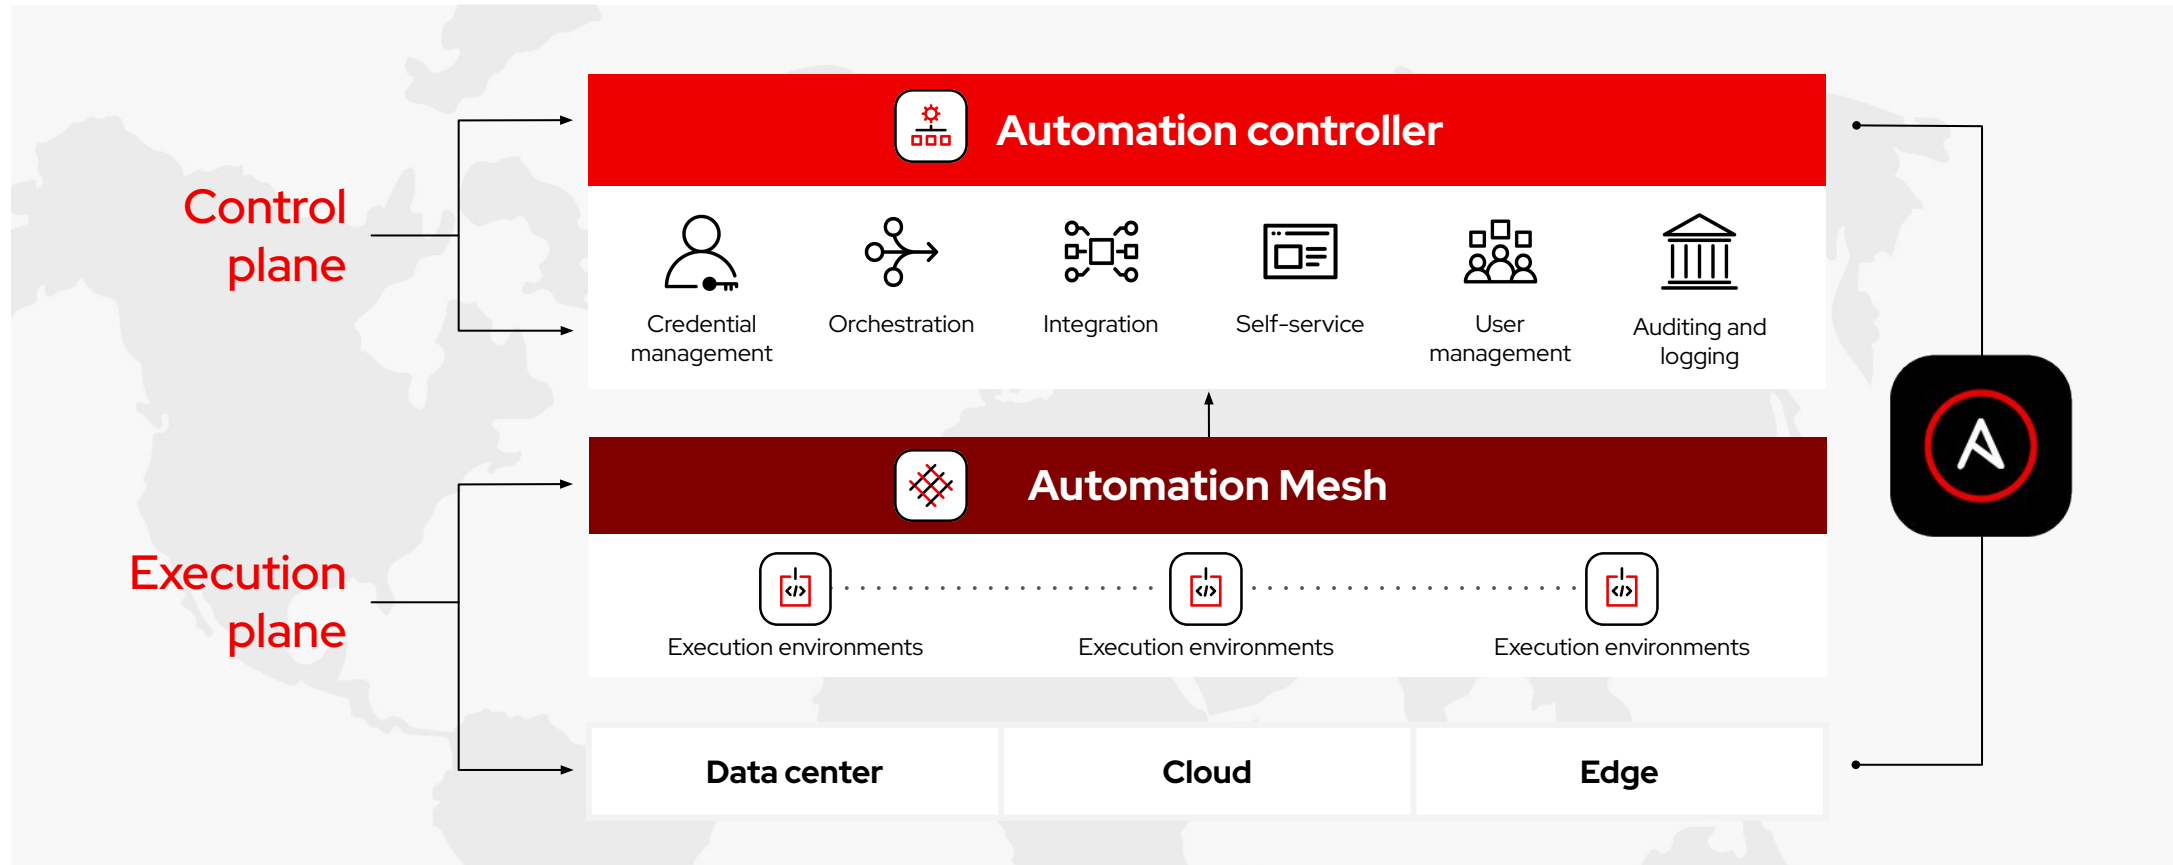 Automation controller
Control
plane
Credential
management
Orchestration
Integration
Self-service
User
management
Auditing and
logging
Automation Mesh
Execution
plane
Execution environments
Execution environments
Execution environments
Data center
Cloud
Edge